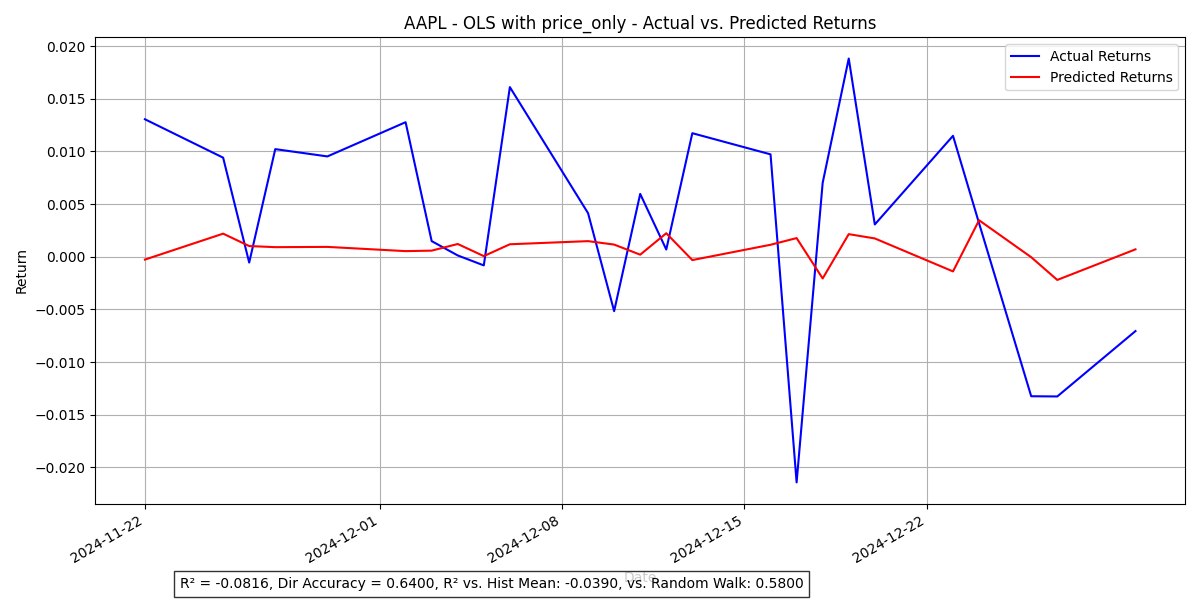 AAPL - OLS with price_only - Actual vs. Predicted Returns
Actual Returns
Predicted Returns
Return
0.020
0.015
0.010
0.005
0.000
−0.005
−0.010
−0.015
−0.020
2024-11-22
2024-12-01
2024-12-08
2024-12-15
2024-12-22
Date
R² = -0.0816, Dir Accuracy = 0.6400, R² vs. Hist Mean: -0.0390, vs. Random Walk: 0.5800